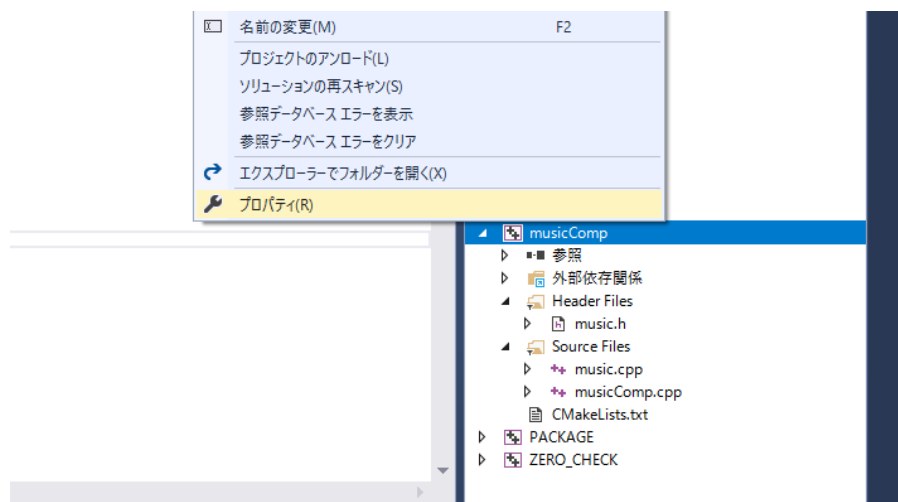 名前の変更(M) F2
プロジェクトのアンロード(L)
ソリューションの再スキャン(S)
参照データベース エラーを表示
参照データベース エラーをクリア
エクスプローラーでフォルダーを開く(X)
プロパティ(R)
musicComp
参照
外部依存関係
Header Files
music.h
Source Files
music.cpp
musicComp.cpp
CMakeLists.txt
PACKAGE
ZERO_CHECK